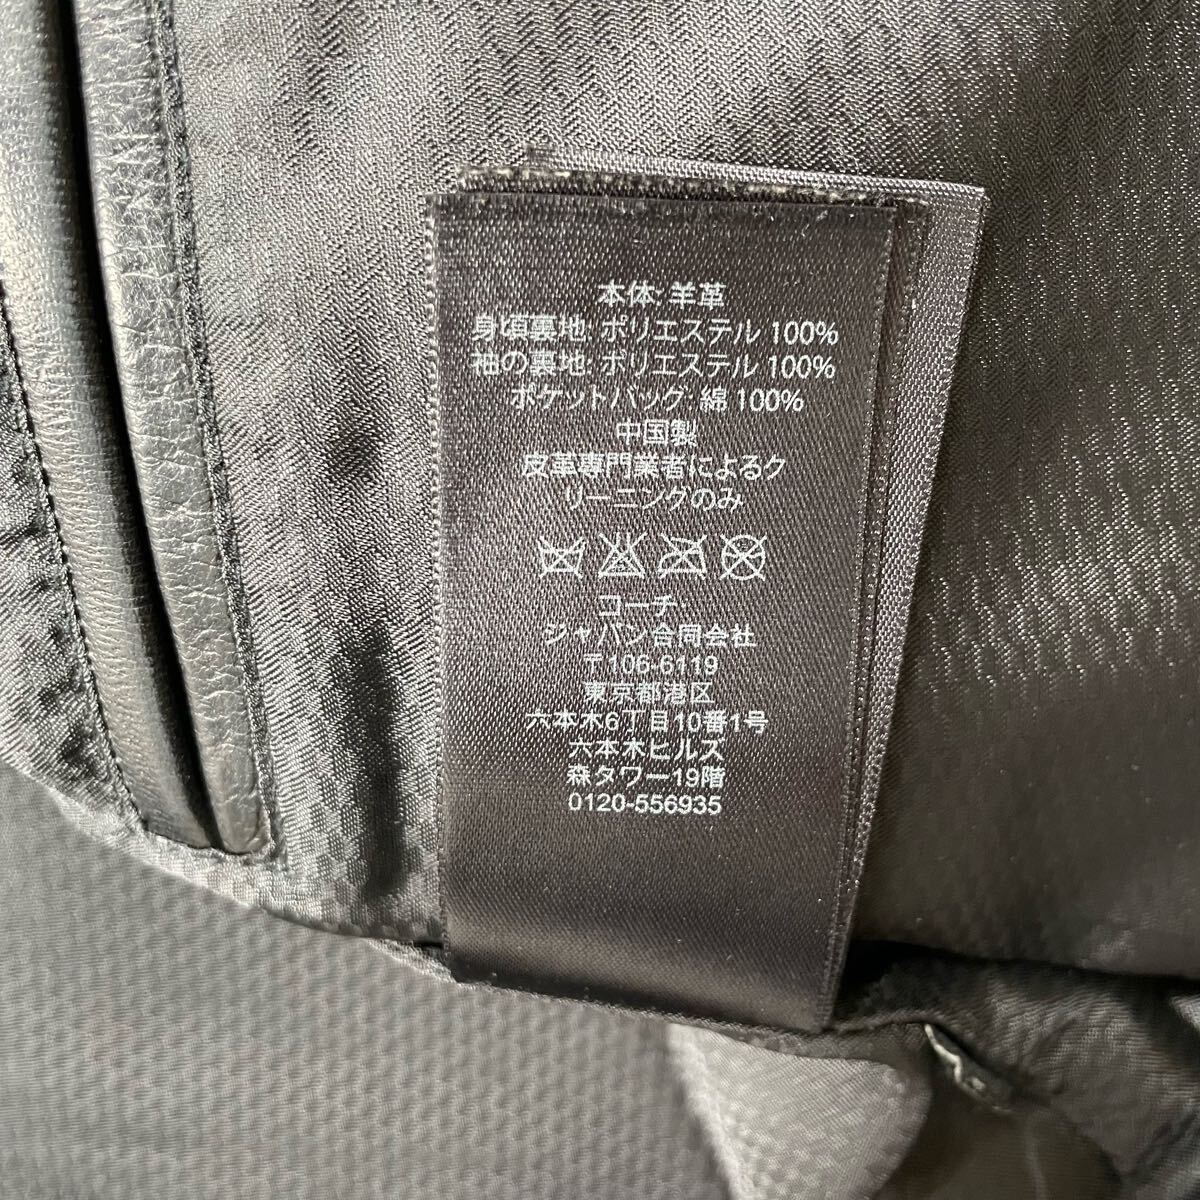 本体: 羊革
身頃裏地: ポリエステル 100%
袖の裏地: ポリエステル 100%
ポケットバッグ: 綿 100%
中国製
皮革専門業者によるク
リーニングのみ
コーチ
ジャパン合同会社
〒106-6119
東京都港区
六本木6丁目10番1号
六本木ヒルズ
森タワー19階
0120-556935